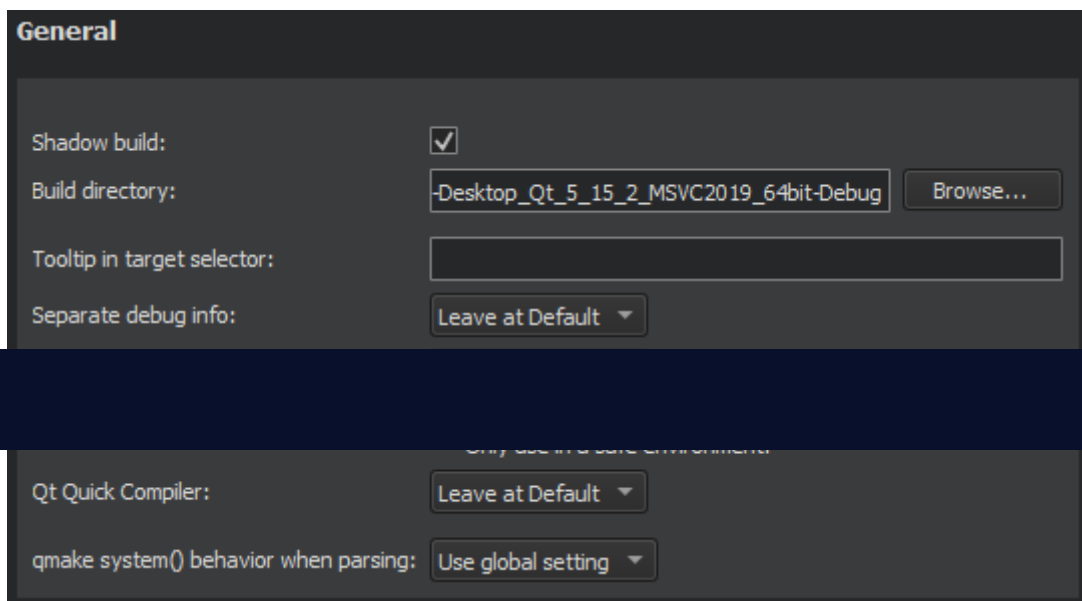 General
Shadow build:
Build directory: -Desktop_Qt_5_15_2_MSVC2019_64bit-Debug Browse...
Tooltip in target selector:
Separate debug info: Leave at Default
Qt Quick Compiler: Leave at Default
qmake system() behavior when parsing: Use global setting